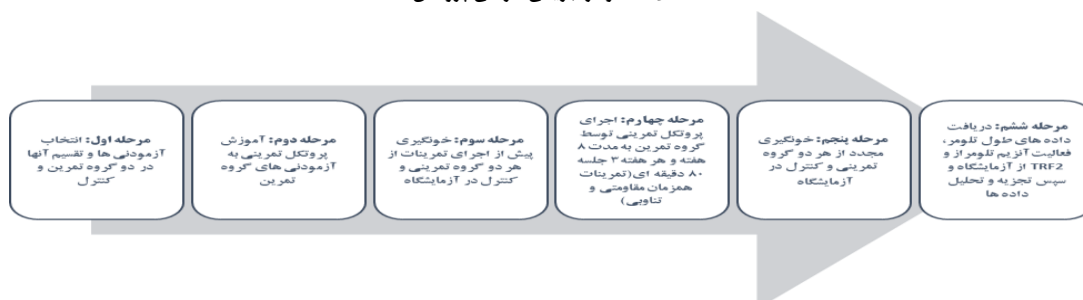 مرحله اول: انتخاب
آزمودنی ها و تقسیم آنها
در دو گروه تمرین و
کنترل
مرحله دوم: آموزش
پروتکل تمرینی به
آزمودنی های گروه
تمرین
مرحله سوم: خونگیری
پیش از اجرای تمرینات از
هر دو گروه تمرینی و
کنترل در آزمایشگاه
مرحله چهارم: اجرای
پروتکل تمرینی توسط
گروه تمرین به مدت ۸
هفته و هر هفته ۳ جلسه
۸۰ دقیقه ای(تمرینات
همزمان مقاومتی و
تناوبی)
مرحله پنجم: خونگیری
مجدد از هر دو گروه
تمرینی و کنترل در
آزمایشگاه
مرحله ششم: دریافت
داده های طول تلومر،
فعالیت آنزیم تلومراز و
TRF2 از آزمایشگاه و
سپس تجزیه و تحلیل
داده ها